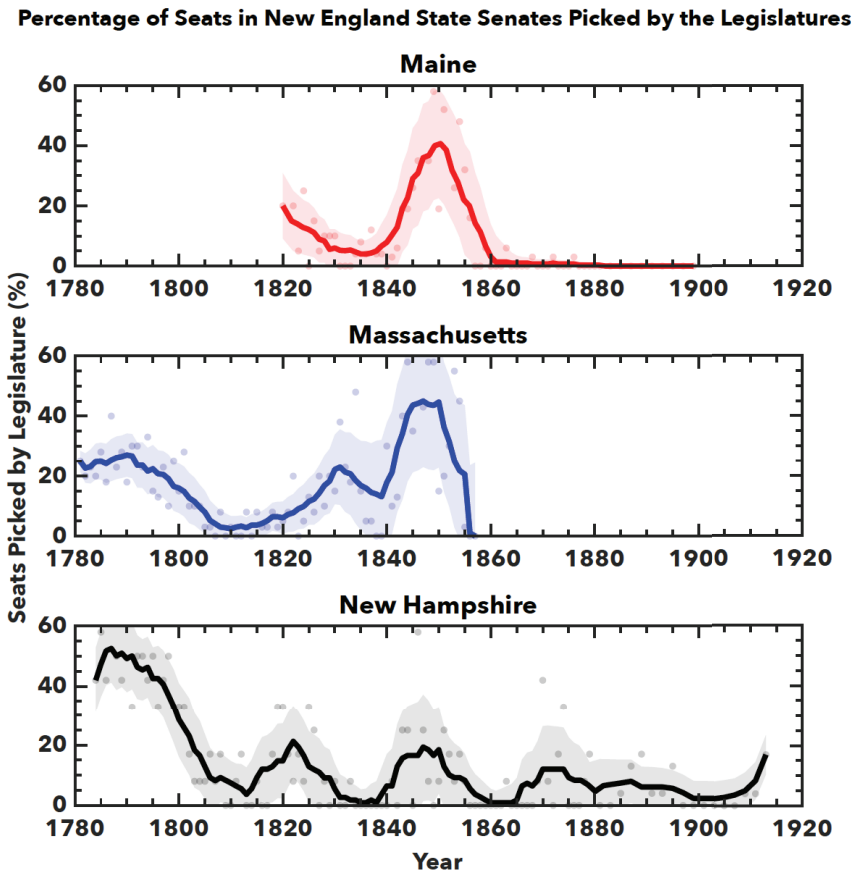 Percentage of Seats in New England State Senates Picked by the Legislatures
Maine
60
40
20
0
1780 1800 1820 1840 1860 1880 1900 1920
Massachusetts
60
40
20
0
1780 1800 1820 1840 1860 1880 1900 1920
Seats Picked by Legislature (%)
New Hampshire
60
40
20
0
1780 1800 1820 1840 1860 1880 1900 1920
Year